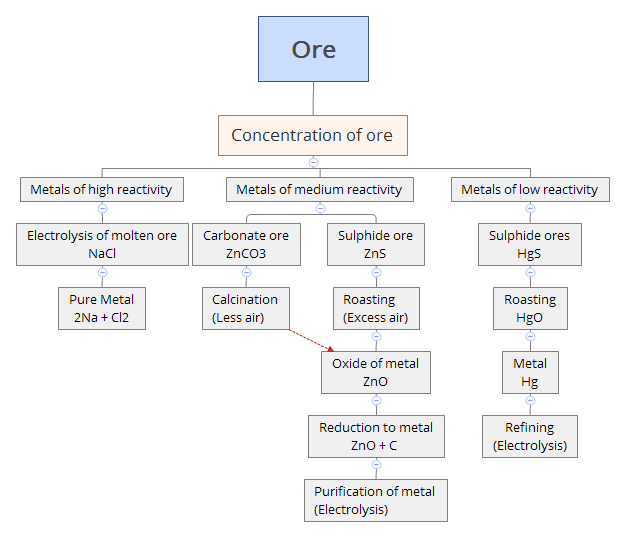 Ore
Concentration of ore
Metals of high reactivity
Metals of medium reactivity
Metals of low reactivity
Electrolysis of molten ore
NaCl
Carbonate ore
ZnCO3
Sulphide ore
ZnS
Sulphide ores
HgS
Pure Metal
2Na + Cl2
Calcination
(Less air)
Roasting
(Excess air)
Roasting
HgO
Oxide of metal
ZnO
Metal
Hg
Reduction to metal
ZnO + C
Refining
(Electrolysis)
Purification of metal
(Electrolysis)